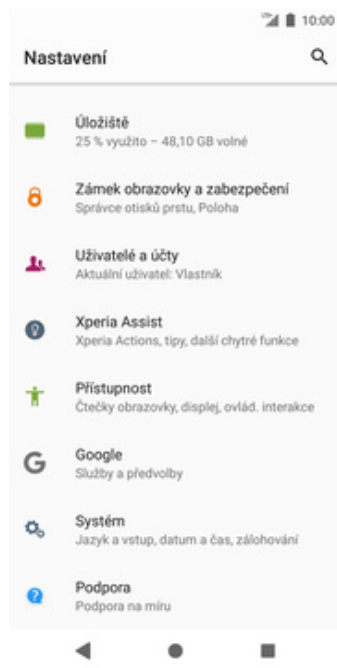 10:00
Nastavení
Úložiště
25 % využito – 48,10 GB volné
Zámek obrazovky a zabezpečení
Správce otisků prstu, Poloha
Uživatelé a účty
Aktuální uživatel: Vlastník
Xperia Assist
Xperia Actions, tipy, další chytré funkce
Přístupnost
Čtečky obrazovky, displej, ovlád. interakce
Google
Služby a předvolby
Systém
Jazyk a vstup, datum a čas, zálohování
Podpora
Podpora na míru